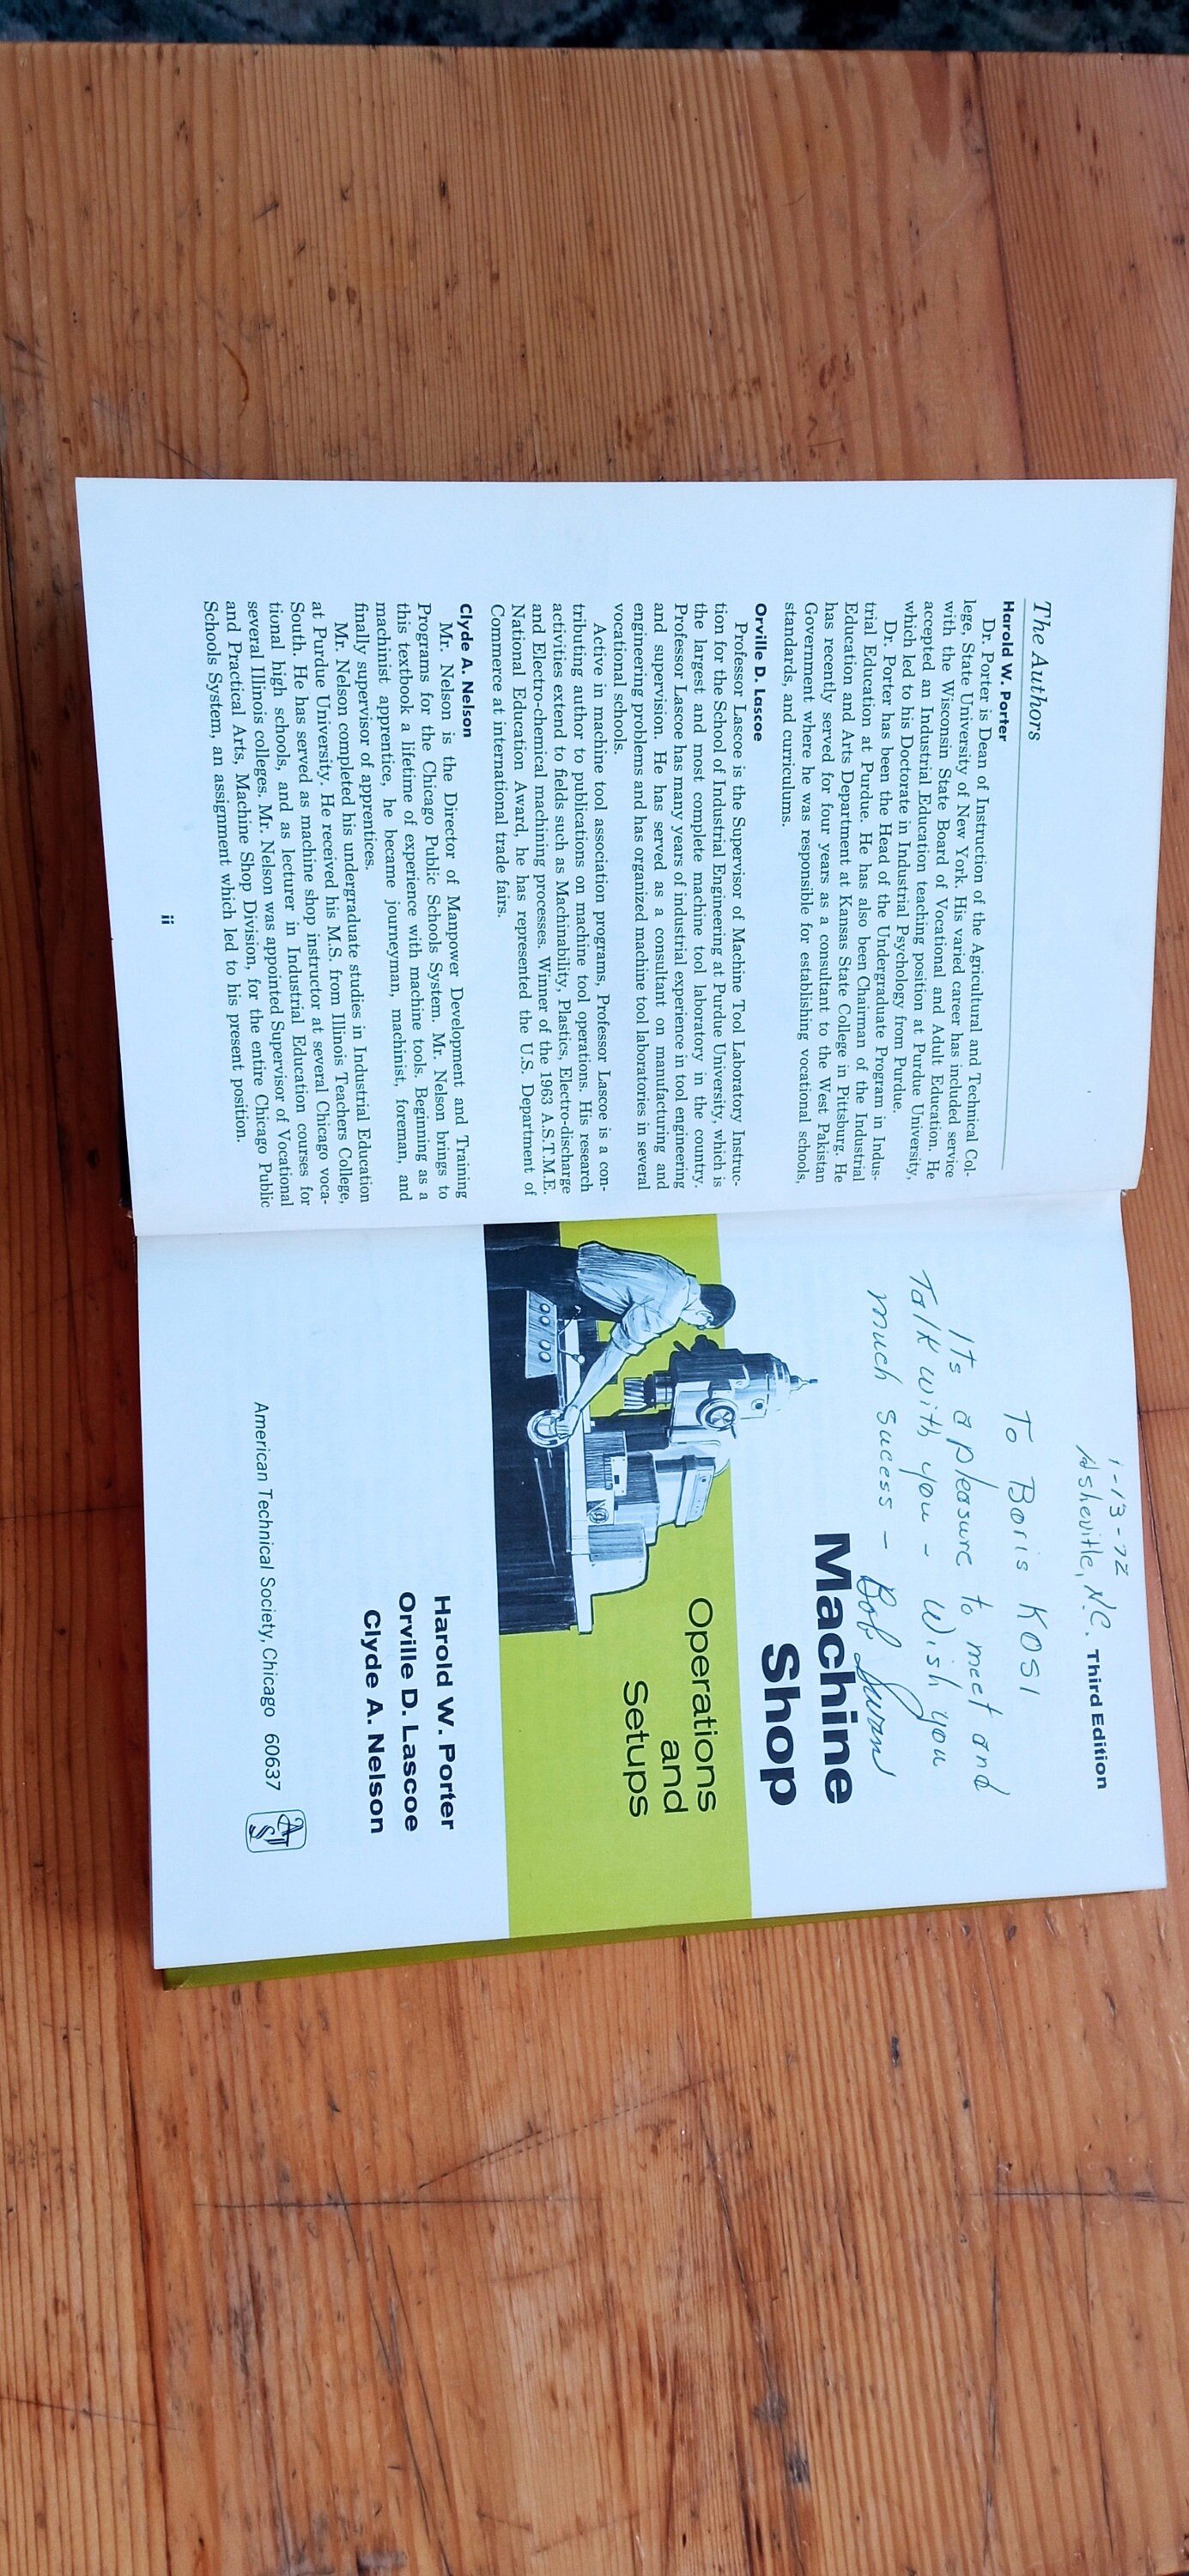 The Authors
Harold W. Porter
Dr. Porter is Dean of Instruction of the Agricultural and Technical Col-
lege, State University of New York. His varied career has included service
with the Wisconsin State Board of Vocational and Adult Education. He
accepted an Industrial Education teaching position at Purdue University,
which led to his Doctorate in Industrial Psychology from Purdue.
Dr. Porter has been the Head of the Undergraduate Program in Indus-
trial Education at Purdue. He has also been Chairman of the Industrial
Education and Arts Department at Kansas State College in Pittsburg. He
has recently served for four years as a consultant to the West Pakistan
Government where he was responsible for establishing vocational schools,
standards, and curriculums.
Orville D. Lascoe
Professor Lascoe is the Supervisor of Machine Tool Laboratory Instruc-
tion for the School of Industrial Engineering at Purdue University, which is
the largest and most complete machine tool laboratory in the country.
Professor Lascoe has many years of industrial experience in tool engineering
and supervision. He has served as a consultant on manufacturing and
engineering problems and has organized machine tool laboratories in several
vocational schools.
Active in machine tool association programs, Professor Lascoe is a con-
tributing author to publications on machine tool operations. His research
activities extend to fields such as Machinability, Plastics, Electro-discharge
and Electro-chemical machining processes. Winner of the 1963 A.S.T.M.E.
National Education Award, he has represented the U.S. Department of
Commerce at international trade fairs.
Clyde A. Nelson
Mr. Nelson is the Director of Manpower Development and Training
Programs for the Chicago Public Schools System. Mr. Nelson brings to
this textbook a lifetime of experience with machine tools. Beginning as a
machinist apprentice, he became journeyman, machinist, foreman, and
finally supervisor of apprentices.
Mr. Nelson completed his undergraduate studies in Industrial Education
at Purdue University. He received his M.S. from Illinois Teachers College,
South. He has served as machine shop instructor at several Chicago voca-
tional high schools, and as lecturer in Industrial Education courses for
several Illinois colleges. Mr. Nelson was appointed Supervisor of Vocational
and Practical Arts, Machine Shop Division, for the entire Chicago Public
Schools System, an assignment which led to his present position.
ii
1-13-72
Asheville, N.C.
Third Edition
To Boris KOSI
Its a pleasure to meet and
Talk with you - Wish you
much sucess - Bob Swan
Machine
Shop
Operations
and
Setups
Harold W. Porter
Orville D. Lascoe
Clyde A. Nelson
American Technical Society, Chicago 60637
ATS